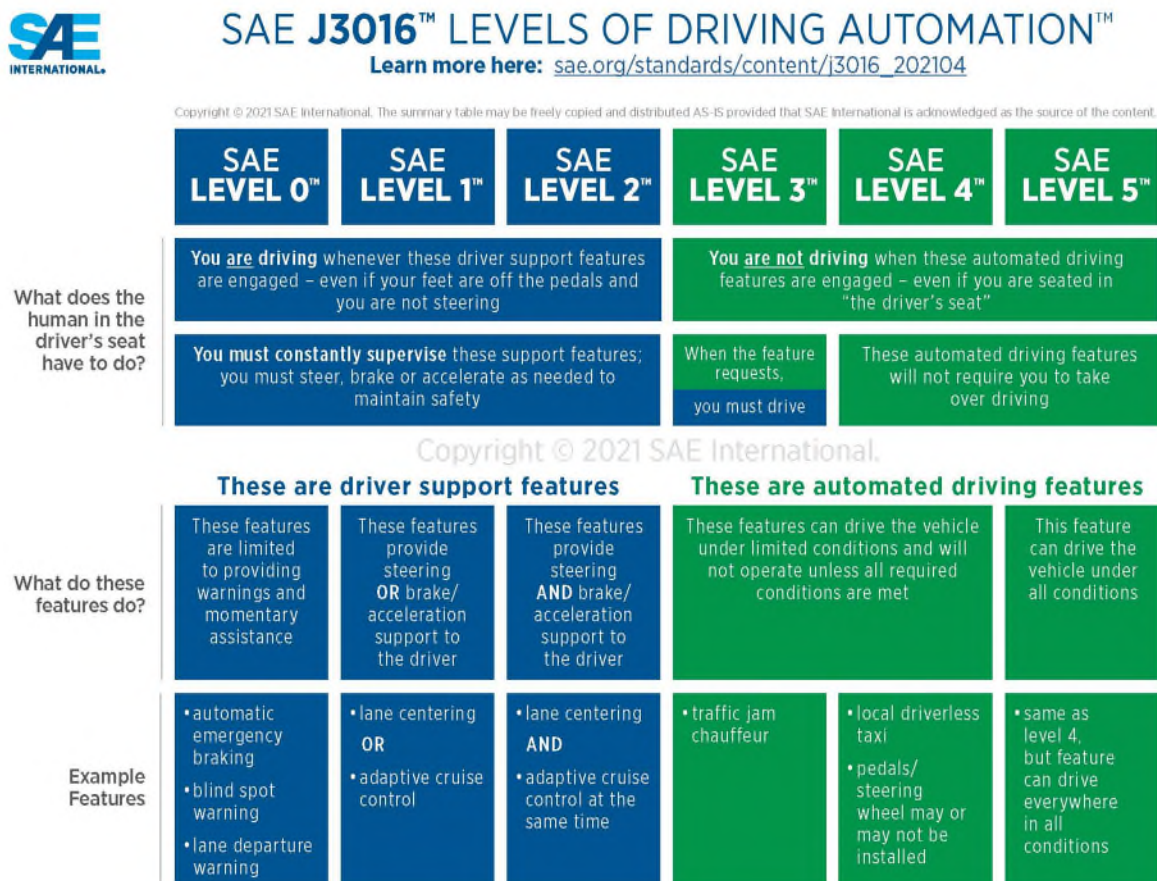 SAE
INTERNATIONAL®
SAE J3016™ LEVELS OF DRIVING AUTOMATION™
Learn more here: sae.org/standards/content/j3016_202104
Copyright © 2021 SAE International. The summary table may be freely copied and distributed AS-IS provided that SAE International is acknowledged as the source of the content.
SAE
LEVEL 0™
SAE
LEVEL 1™
SAE
LEVEL 2™
SAE
LEVEL 3™
SAE
LEVEL 4™
SAE
LEVEL 5™
What does the
human in the
driver's seat
have to do?
You are driving whenever these driver support features
are engaged – even if your feet are off the pedals and
you are not steering
You are not driving when these automated driving
features are engaged – even if you are seated in
“the driver's seat”
You must constantly supervise these support features;
you must steer, brake or accelerate as needed to
maintain safety
When the feature
requests,
you must drive
These automated driving features
will not require you to take
over driving
Copyright © 2021 SAE International.
These are driver support features
These are automated driving features
What do these
features do?
These features
are limited
to providing
warnings and
momentary
assistance
These features
provide
steering
OR brake/
acceleration
support to
the driver
These features
provide
steering
AND brake/
acceleration
support to
the driver
These features can drive the vehicle
under limited conditions and will
not operate unless all required
conditions are met
This feature
can drive the
vehicle under
all conditions
Example
Features
• automatic
emergency
braking
• blind spot
warning
• lane departure
warning
• lane centering
OR
• adaptive cruise
control
• lane centering
AND
• adaptive cruise
control at the
same time
• traffic jam
chauffeur
• local driverless
taxi
• pedals/
steering
wheel may or
may not be
installed
• same as
level 4,
but feature
can drive
everywhere
in all
conditions